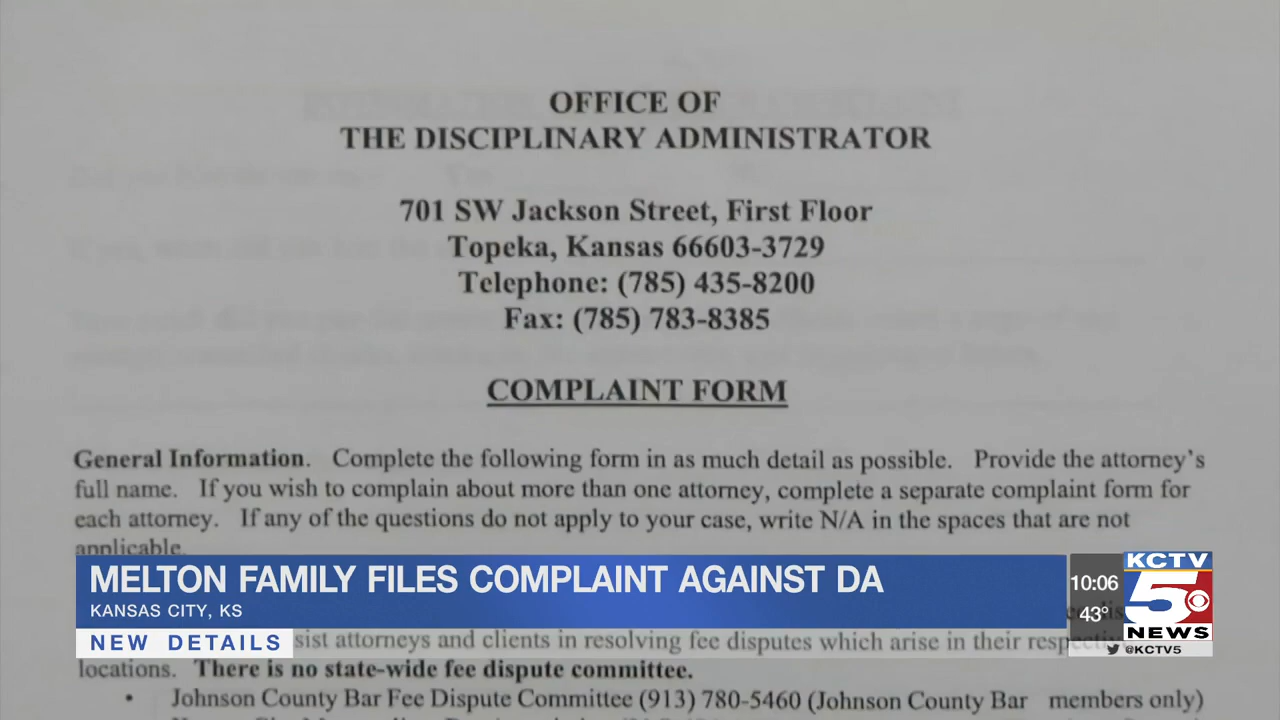 OFFICE OF
THE DISCIPLINARY ADMINISTRATOR
701 SW Jackson Street, First Floor
Topeka, Kansas 66603-3729
Telephone: (785) 435-8200
Fax: (785) 783-8385
COMPLAINT FORM
General Information. Complete the following form in as much detail as possible. Provide the attorney's
full name. If you wish to complain about more than one attorney, complete a separate complaint form for
each attorney. If any of the questions do not apply to your case, write N/A in the spaces that are not
applicable.
MELTON FAMILY FILES COMPLAINT AGAINST DA
KANSAS CITY, KS
NEW DETAILS
10:06
43°
KCTV
5
NEWS
@KCTV5
attorneys and clients in resolving fee disputes which arise in their
locations. There is no state-wide fee dispute committee.
• Johnson County Bar Fee Dispute Committee (913) 780-5460 (Johnson County Bar members only)